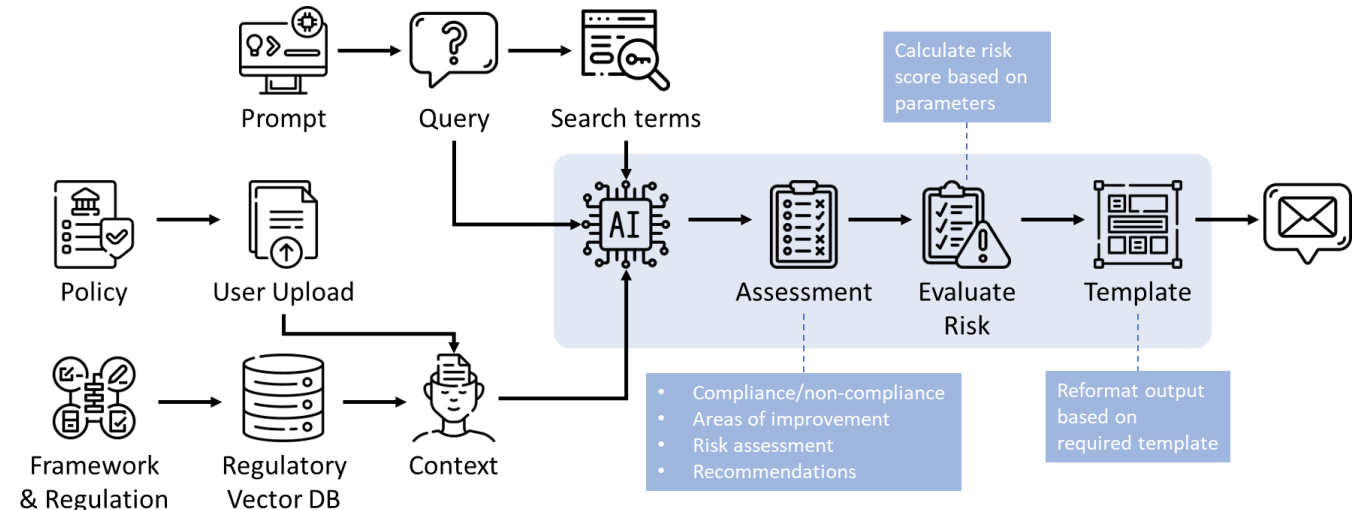 Calculate risk
score based on
parameters
Prompt
Query
Search terms
AI
Policy
User Upload
Assessment
Evaluate
Risk
Template
Framework
& Regulation
Regulatory
Vector DB
Context
• Compliance/non-compliance
• Areas of improvement
• Risk assessment
• Recommendations
Reformat output
based on
required template